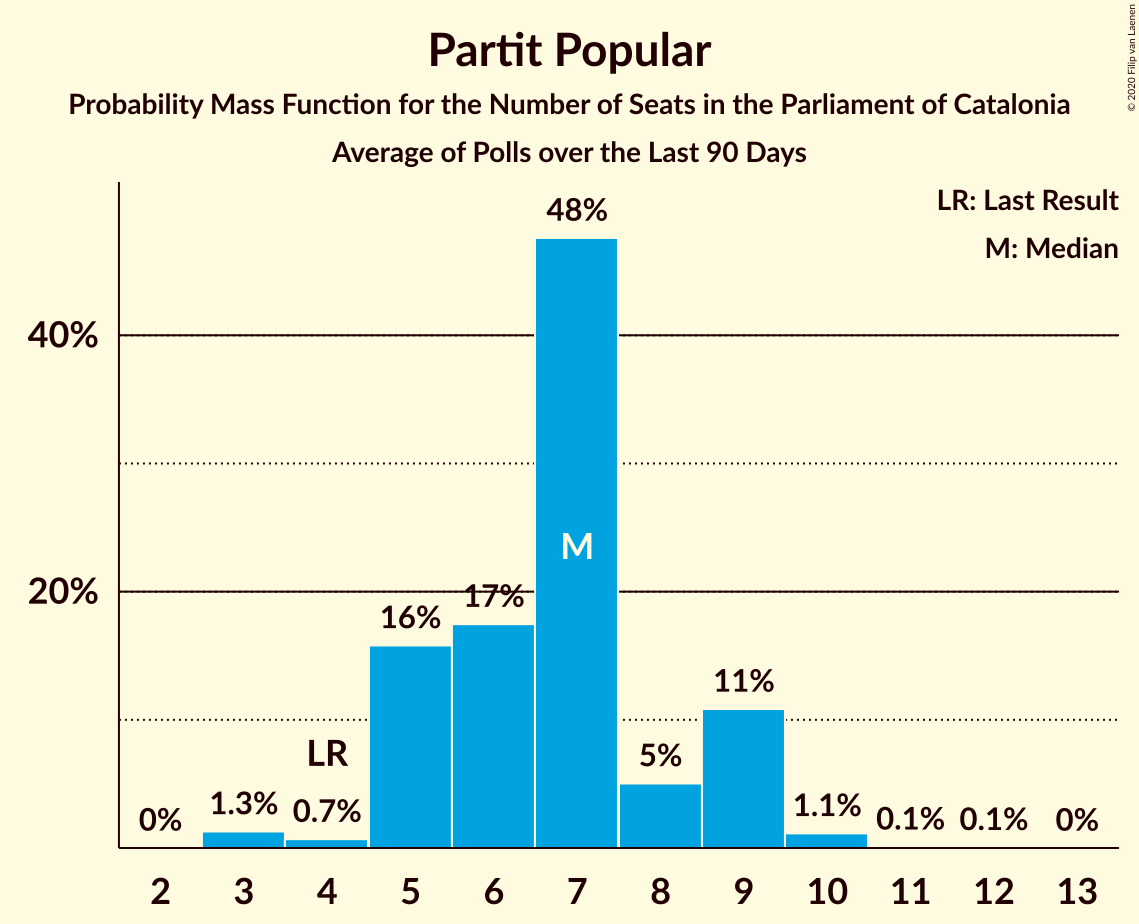 Partit Popular
Probability Mass Function for the Number of Seats in the Parliament of Catalonia
Average of Polls over the Last 90 Days
© 2020 Filip van Laenen
LR: Last Result
M: Median
48%
40%
M
20%
17%
16%
11%
LR
5%
0%
1.3%
0.7%
1.1%
0.1%
0.1%
0%
2 3 4 5 6 7 8 9 10 11 12 13